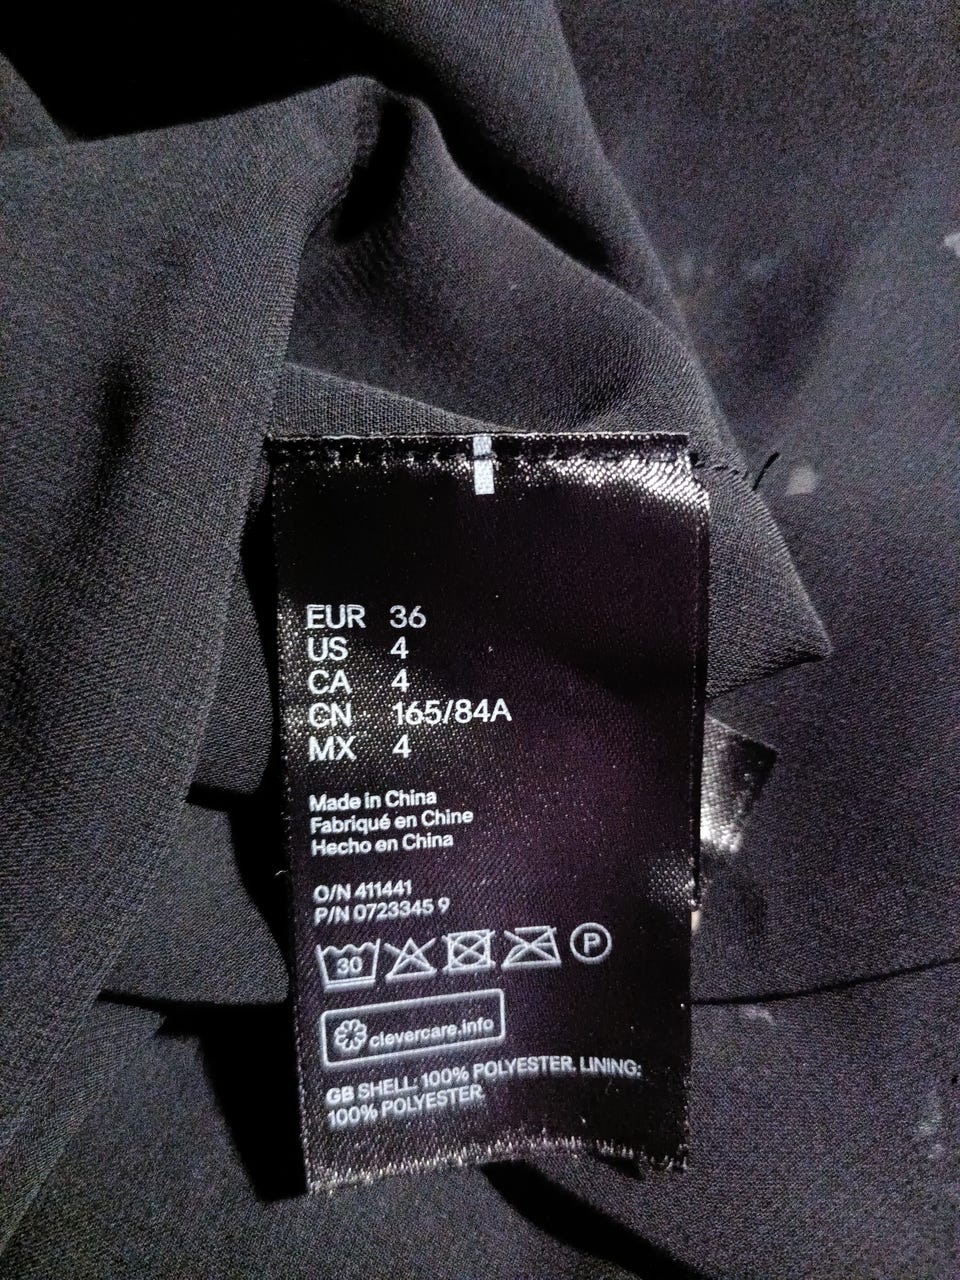 EUR 36
US 4
CA 4
CN 165/84A
MX 4
Made in China
Fabriqué en Chine
Hecho en China
O/N 411441
P/N 0723345 9
30
P
clevercare.info
GB SHELL: 100% POLYESTER. LINING:
100% POLYESTER